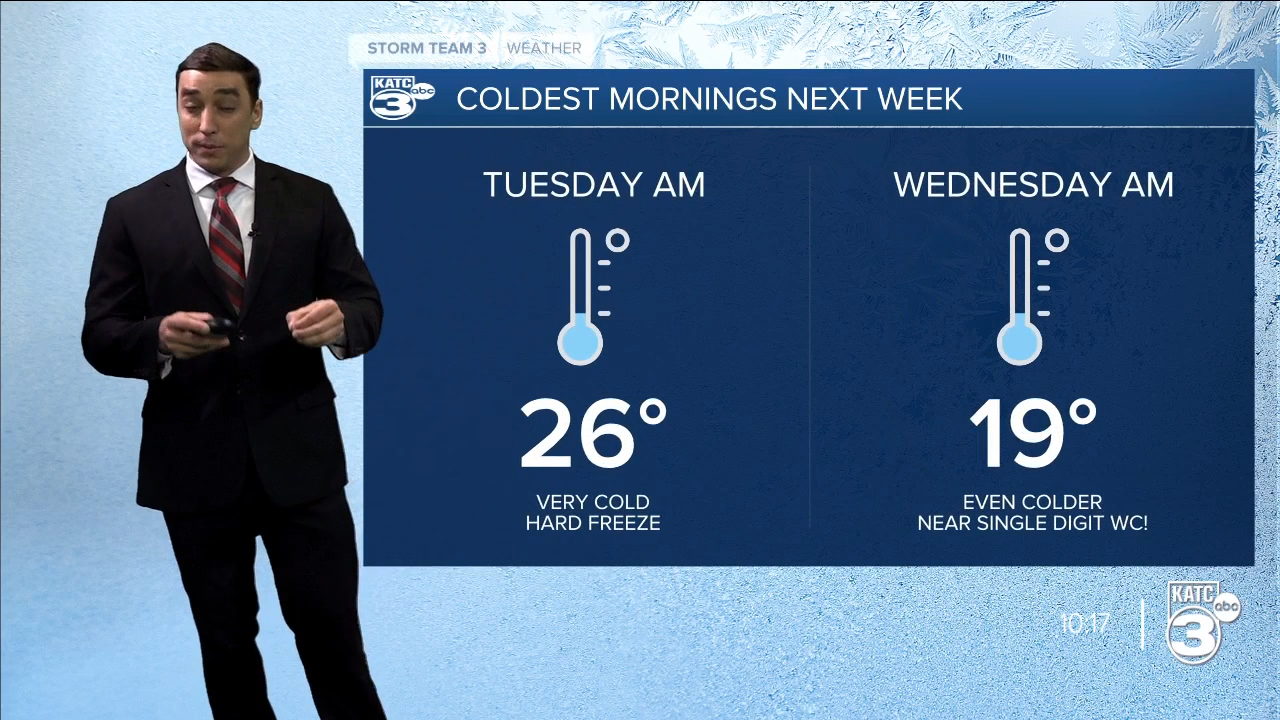 STORM TEAM 3 | WEATHER
KATC
3 abc
COLDEST MORNINGS NEXT WEEK
TUESDAY AM
26°
VERY COLD
HARD FREEZE
WEDNESDAY AM
19°
EVEN COLDER
NEAR SINGLE DIGIT WC!
10:17
KATC
abc
3